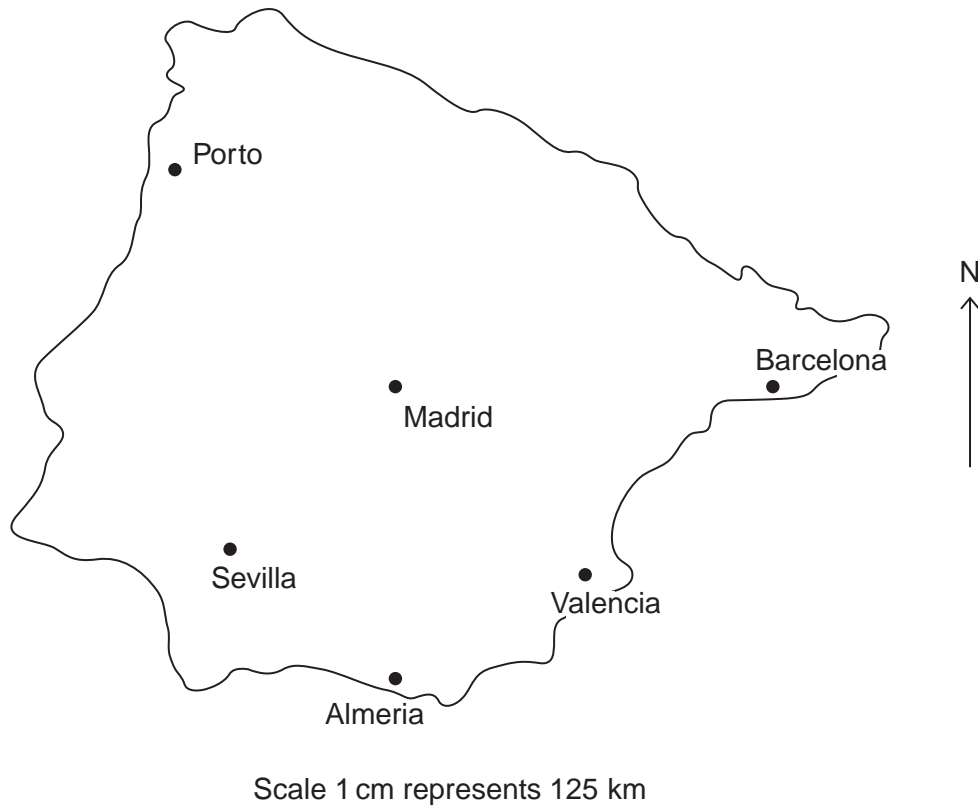 Porto
N
Barcelona
Madrid
Sevilla
Valencia
Almeria
Scale 1 cm represents 125 km